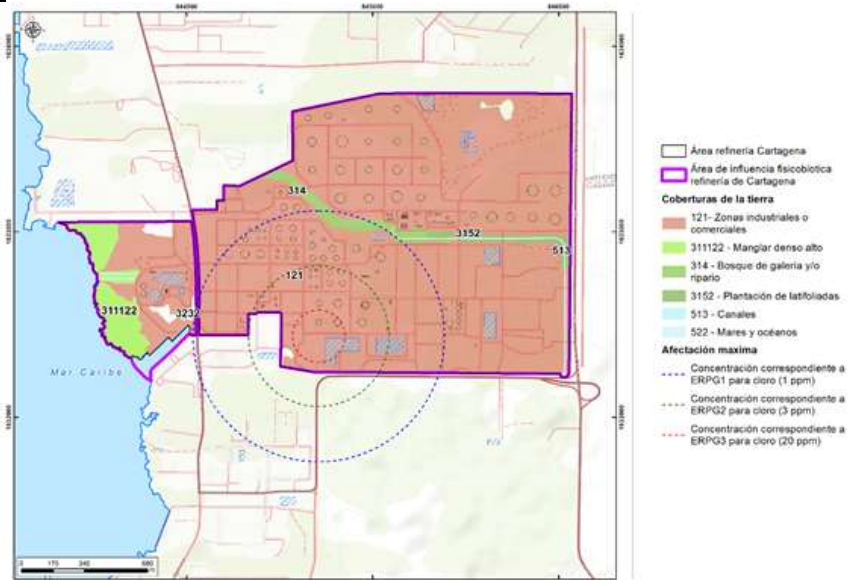 314
3152
513
121
311122
3232
Mar Caribe
Área refinería Cartagena
Área de influencia fisicobiotica
refinería de Cartagena
Coberturas de la tierra
121- Zonas industriales o
comerciales
311122 - Manglar denso alto
314 - Bosque de galería y/o
ripario
3152 - Plantación de latifoliadas
513 - Canales
522 - Mares y océanos
Afectación maxima
Concentración correspondiente a
ERPG1 para cloro (1 ppm)
Concentración correspondiente a
ERPG2 para cloro (3 ppm)
Concentración correspondiente a
ERPG3 para cloro (20 ppm)